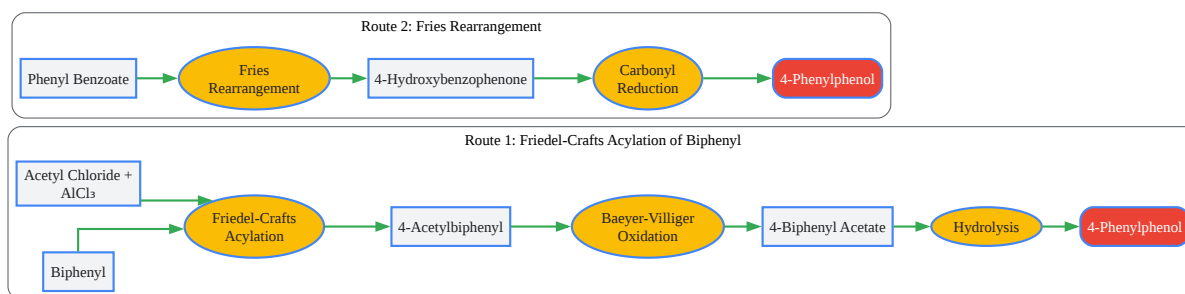 Route 2: Fries Rearrangement
Phenyl Benzoate
Fries
Rearrangement
4-Hydroxybenzophenone
Carbonyl
Reduction
4-Phenylphenol
Route 1: Friedel-Crafts Acylation of Biphenyl
Acetyl Chloride +
AlCl₃
Biphenyl
Friedel-Crafts
Acylation
4-Acetylbiphenyl
Baeyer-Villiger
Oxidation
4-Biphenyl Acetate
Hydrolysis
4-Phenylphenol